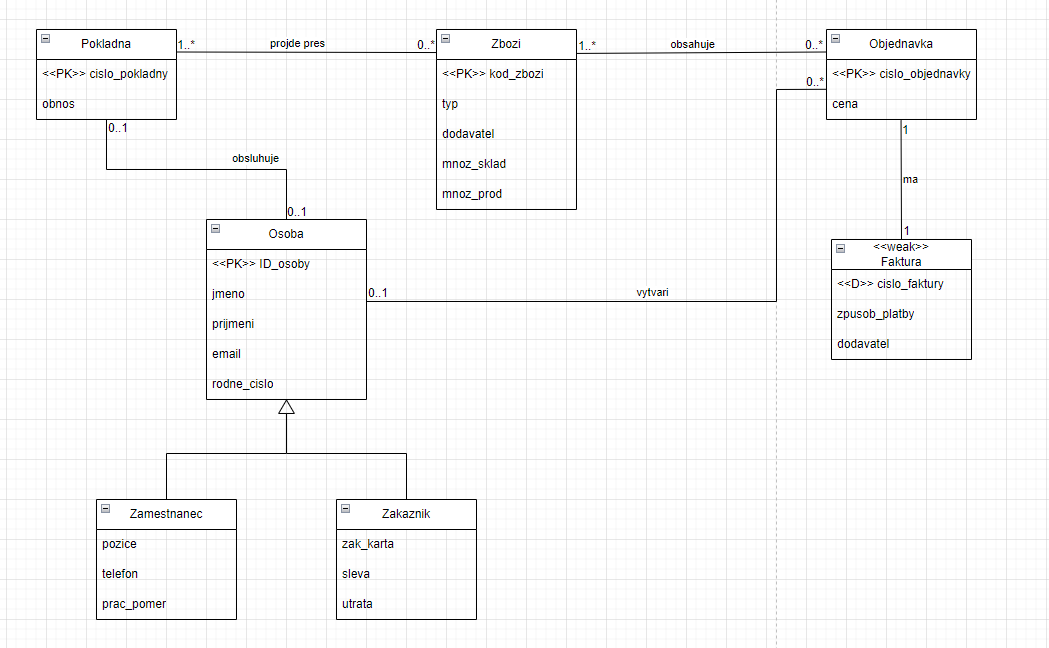 Pokladna
<<PK>> cislo_pokladny
obnos
1..*
projde pres
0..*
Zbozi
<<PK>> kod_zbozi
typ
dodavatel
mnoz_sklad
mnoz_prod
1..*
obsahuje
0..*
Objednavka
<<PK>> cislo_objednavky
cena
0..*
0..1
obsluhuje
0..1
1
ma
1
Osoba
<<PK>> ID_osoby
jmeno
prijmeni
email
rodne_cislo
0..1
vytvari
<<weak>>
Faktura
<<D>> cislo_faktury
zpusob_platby
dodavatel
Zamestnanec
pozice
telefon
prac_pomer
Zakaznik
zak_karta
sleva
utrata